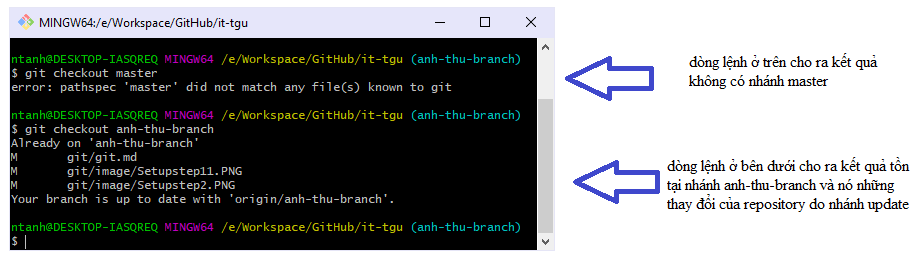 MINGW64:/e/Workspace/GitHub/it-tgu
ntanh@DESKTOP-IASQREQ MINGW64 /e/Workspace/GitHub/it-tgu (anh-thu-branch)
$ git checkout master
error: pathspec 'master' did not match any file(s) known to git
ntanh@DESKTOP-IASQREQ MINGW64 /e/Workspace/GitHub/it-tgu (anh-thu-branch)
$ git checkout anh-thu-branch
Already on 'anh-thu-branch'
M git/git.md
M git/image/Setupstep11.PNG
M git/image/Setupstep2.PNG
Your branch is up to date with 'origin/anh-thu-branch'.
ntanh@DESKTOP-IASQREQ MINGW64 /e/Workspace/GitHub/it-tgu (anh-thu-branch)
$
dòng lệnh ở trên cho ra kết quả
không có nhánh master
dòng lệnh ở bên dưới cho ra kết quả tồn
tại nhánh anh-thu-branch và nó những
thay đổi của repository do nhánh update